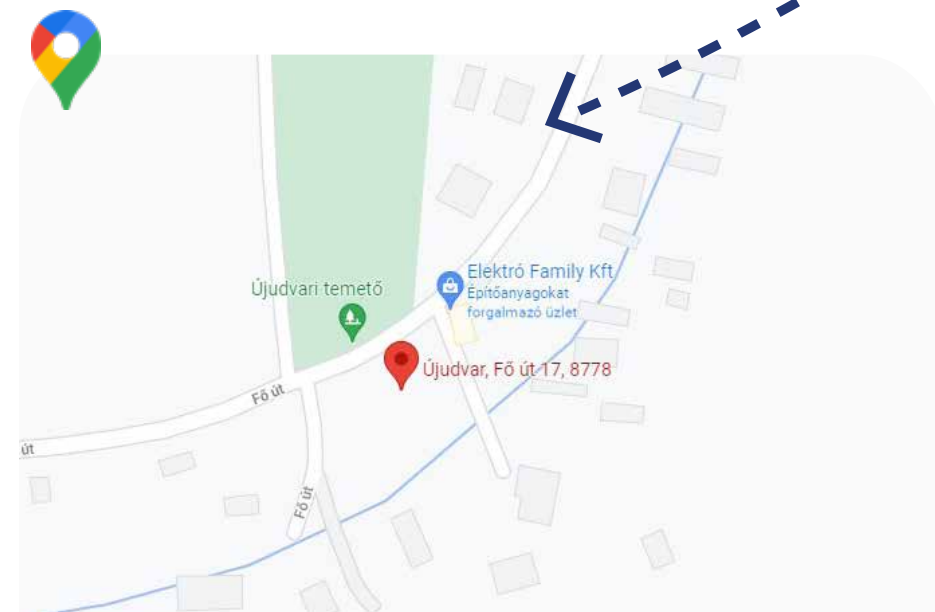 Elektró Family Kft
Építőanyagokat
forgalmazó üzlet
Újudvari temető
Újudvar, Fő út 17, 8778
Fő út
út
Fő út